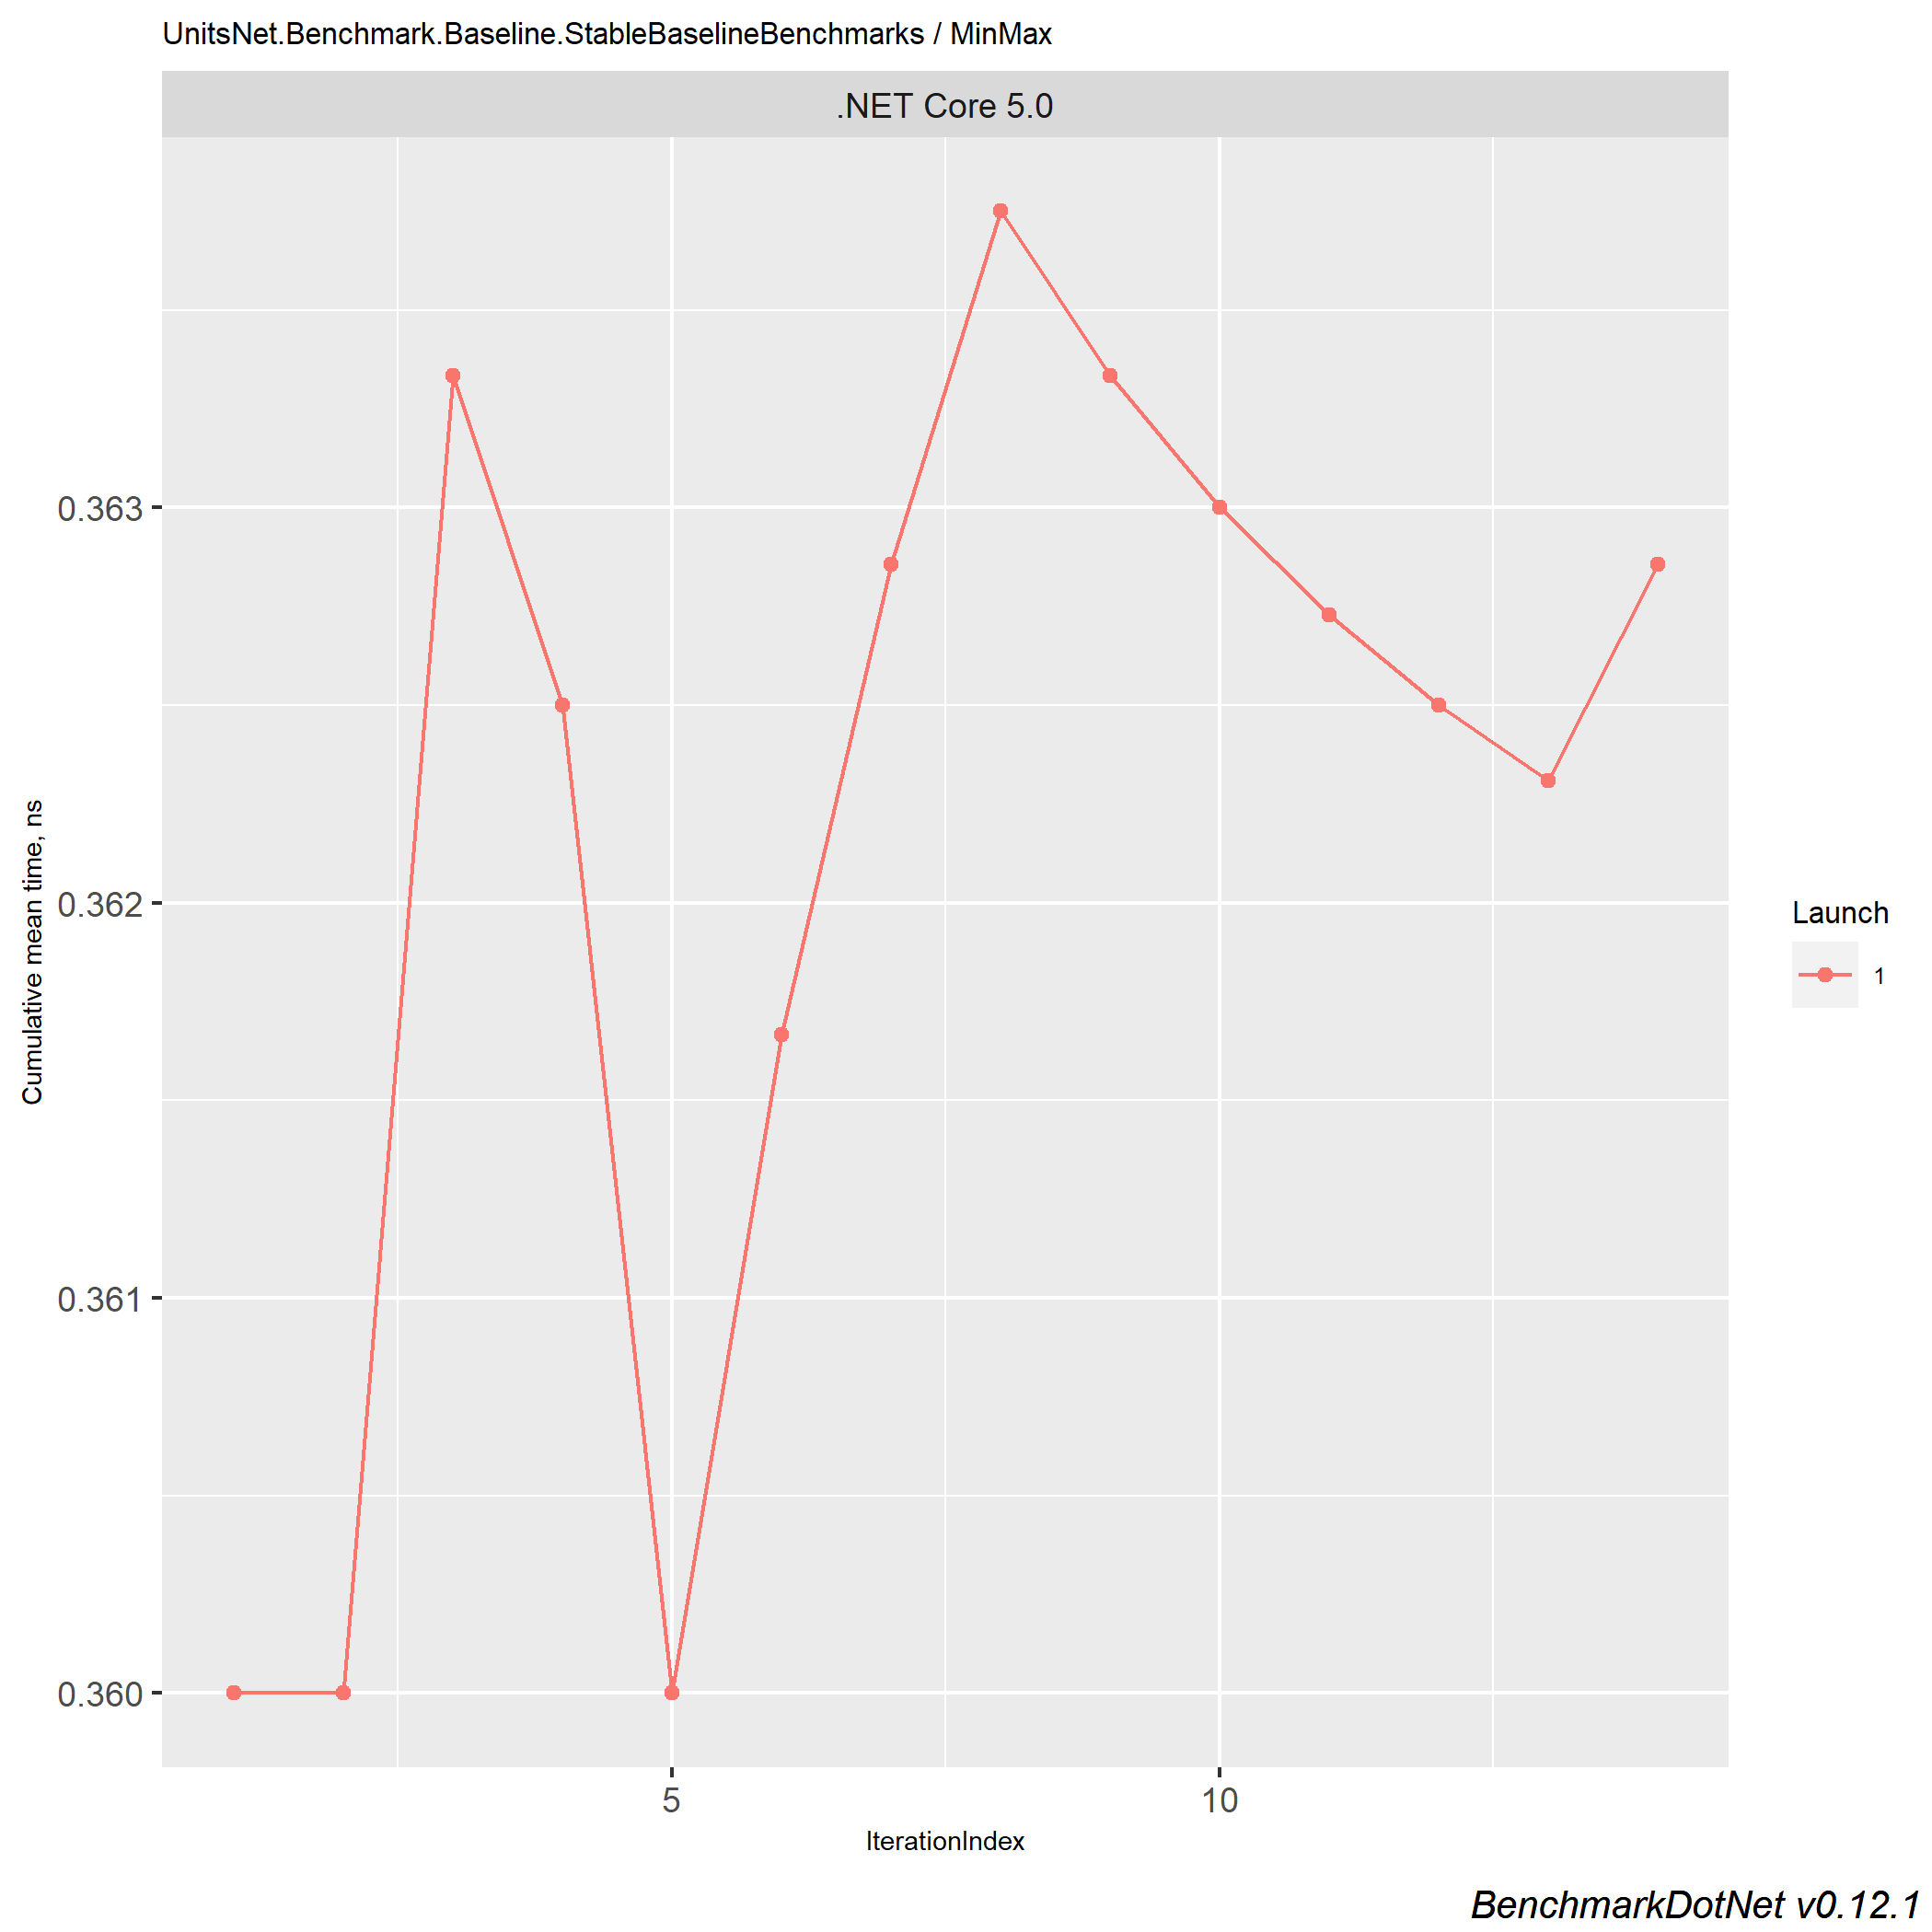 UnitsNet.Benchmark.Baseline.StableBaselineBenchmarks / MinMax
.NET Core 5.0
0.363
0.362
0.361
0.360
Cumulative mean time, ns
5
10
IterationIndex
Launch
1
BenchmarkDotNet v0.12.1